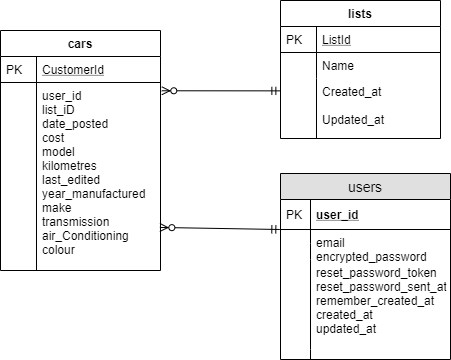 cars
PK CustomerId
user_id
list_iD
date_posted
cost
model
kilometres
last_edited
year_manufactured
make
transmission
air_Conditioning
colour
lists
PK ListId
Name
Created_at
Updated_at
users
PK user_id
email
encrypted_password
reset_password_token
reset_password_sent_at
remember_created_at
created_at
updated_at